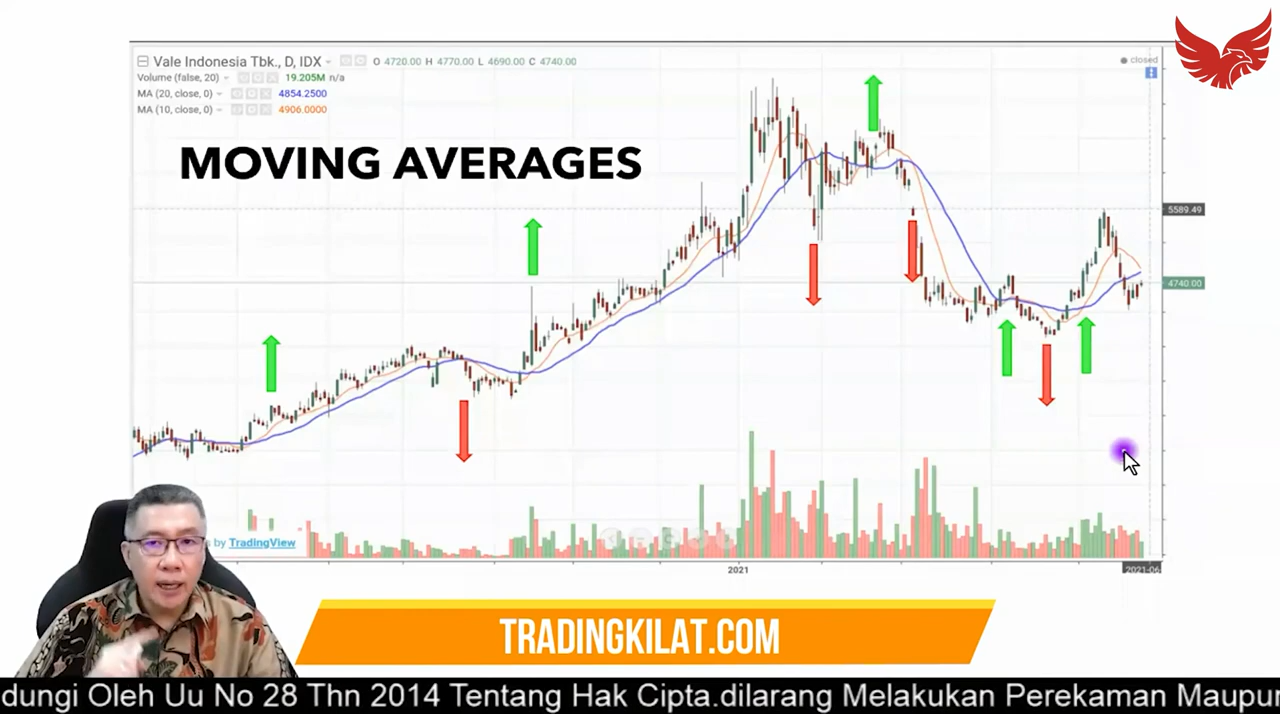 Vale Indonesia Tbk., D, IDX
O 4720.00 H 4770.00 L 4690.00 C 4740.00
closed
Volume (false, 20) 19.205M n/a
MA (20, close, 0) 4854.2500
MA (10, close, 0) 4906.0000
MOVING AVERAGES
5589.49
4740.00
by TradingView
2021
2021-06
TRADINGKILAT.COM
dungi Oleh Uu No 28 Thn 2014 Tentang Hak Cipta.dilarang Melakukan Perekaman Maupun